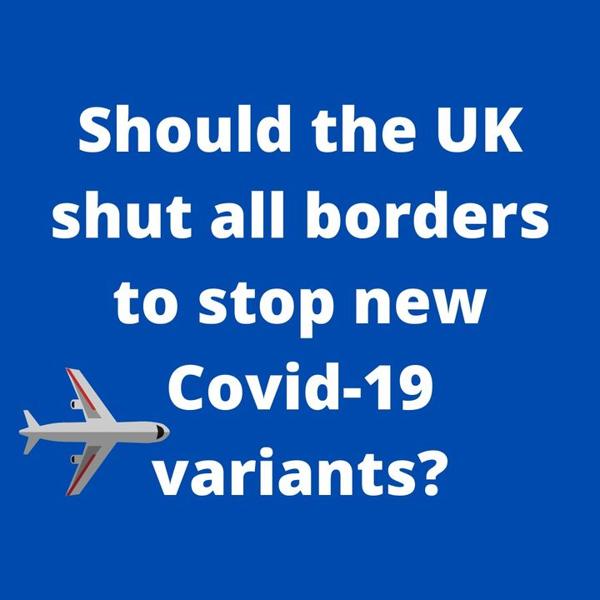 Should the UK
shut all borders
to stop new
Covid-19
variants?